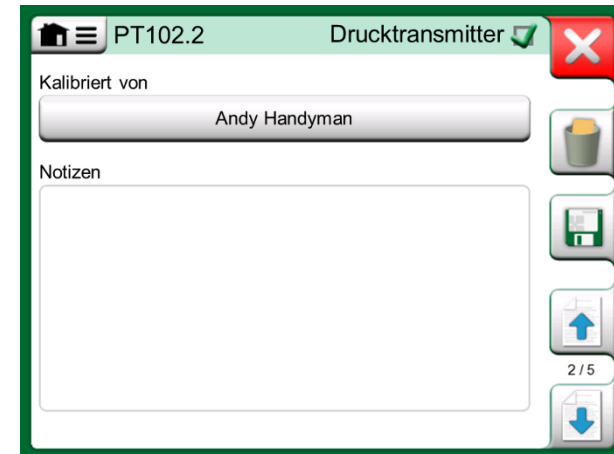 PT102.2 Drucktransmitter
Kalibriert von
Andy Handyman
Notizen
2 / 5